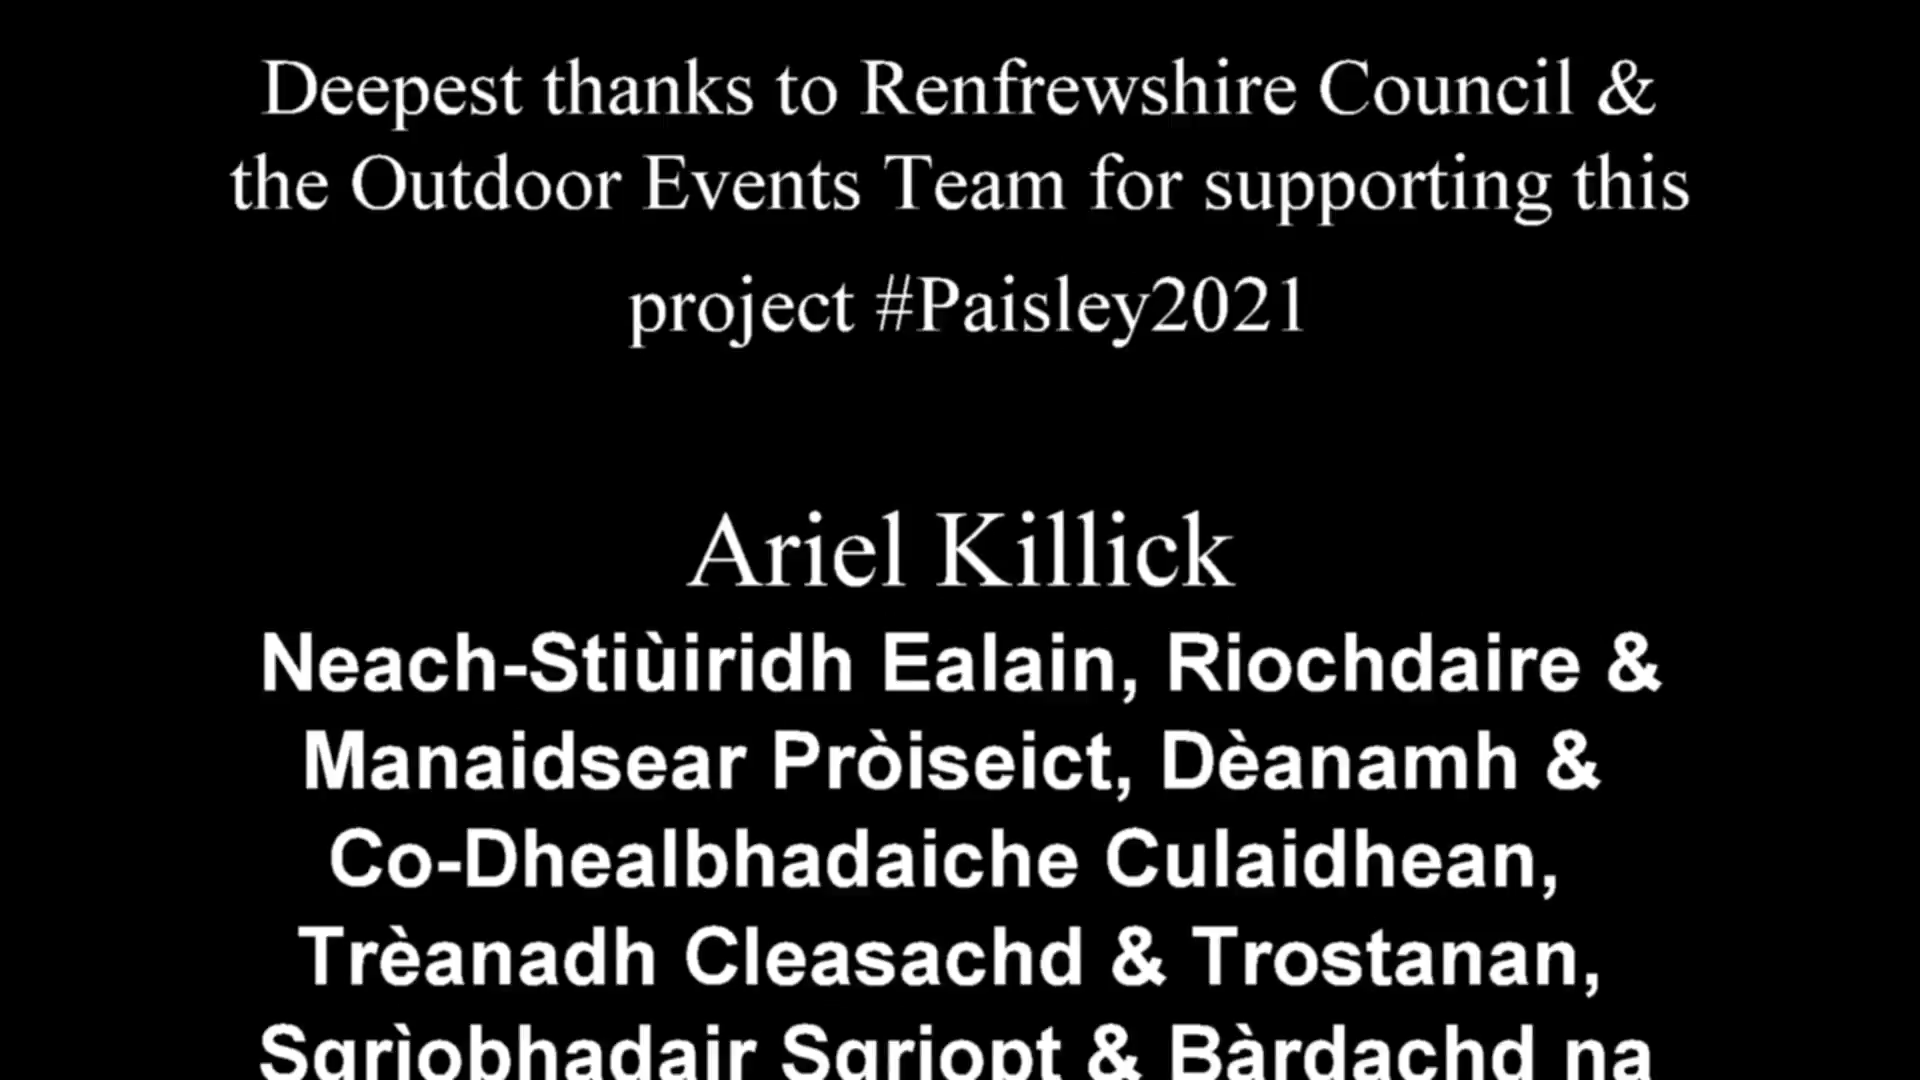 Deepest thanks to Renfrewshire Council &
the Outdoor Events Team for supporting this
project #Paisley2021
Ariel Killick
Neach-Stiùiridh Ealain, Riochdaire &
Manaidsear Pròiseict, Dèanamh &
Co-Dhealbhadaiche Culaidhean,
Trèanadh Cleasachd & Trostanan,
Sgrìobhadair Sgriopt & Bàrdachd na